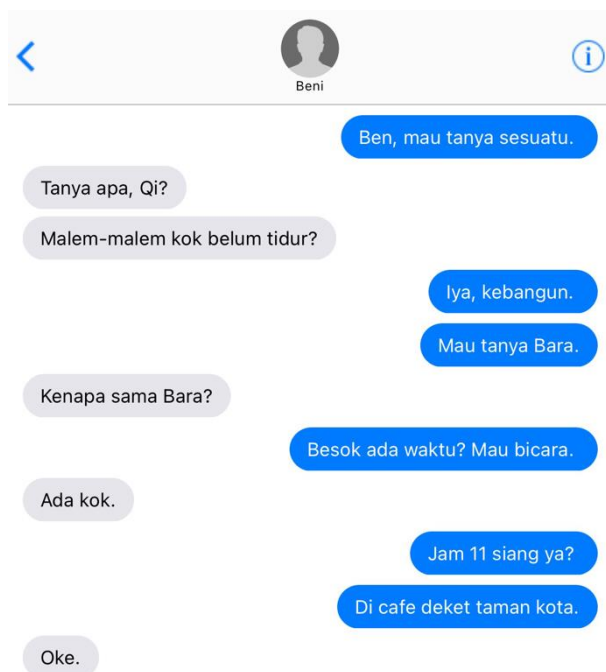 Beni
Ben, mau tanya sesuatu.
Tanya apa, Qi?
Malem-malem kok belum tidur?
Iya, kebangun.
Mau tanya Bara.
Kenapa sama Bara?
Besok ada waktu? Mau bicara.
Ada kok.
Jam 11 siang ya?
Di cafe deket taman kota.
Oke.